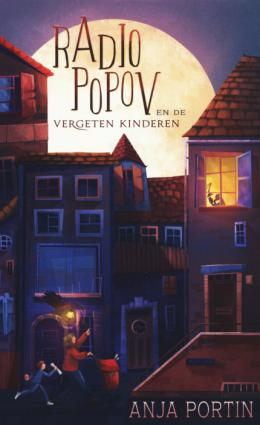 RADIO
POPOV
EN DE
VERGETEN KINDEREN
ANJA PORTIN